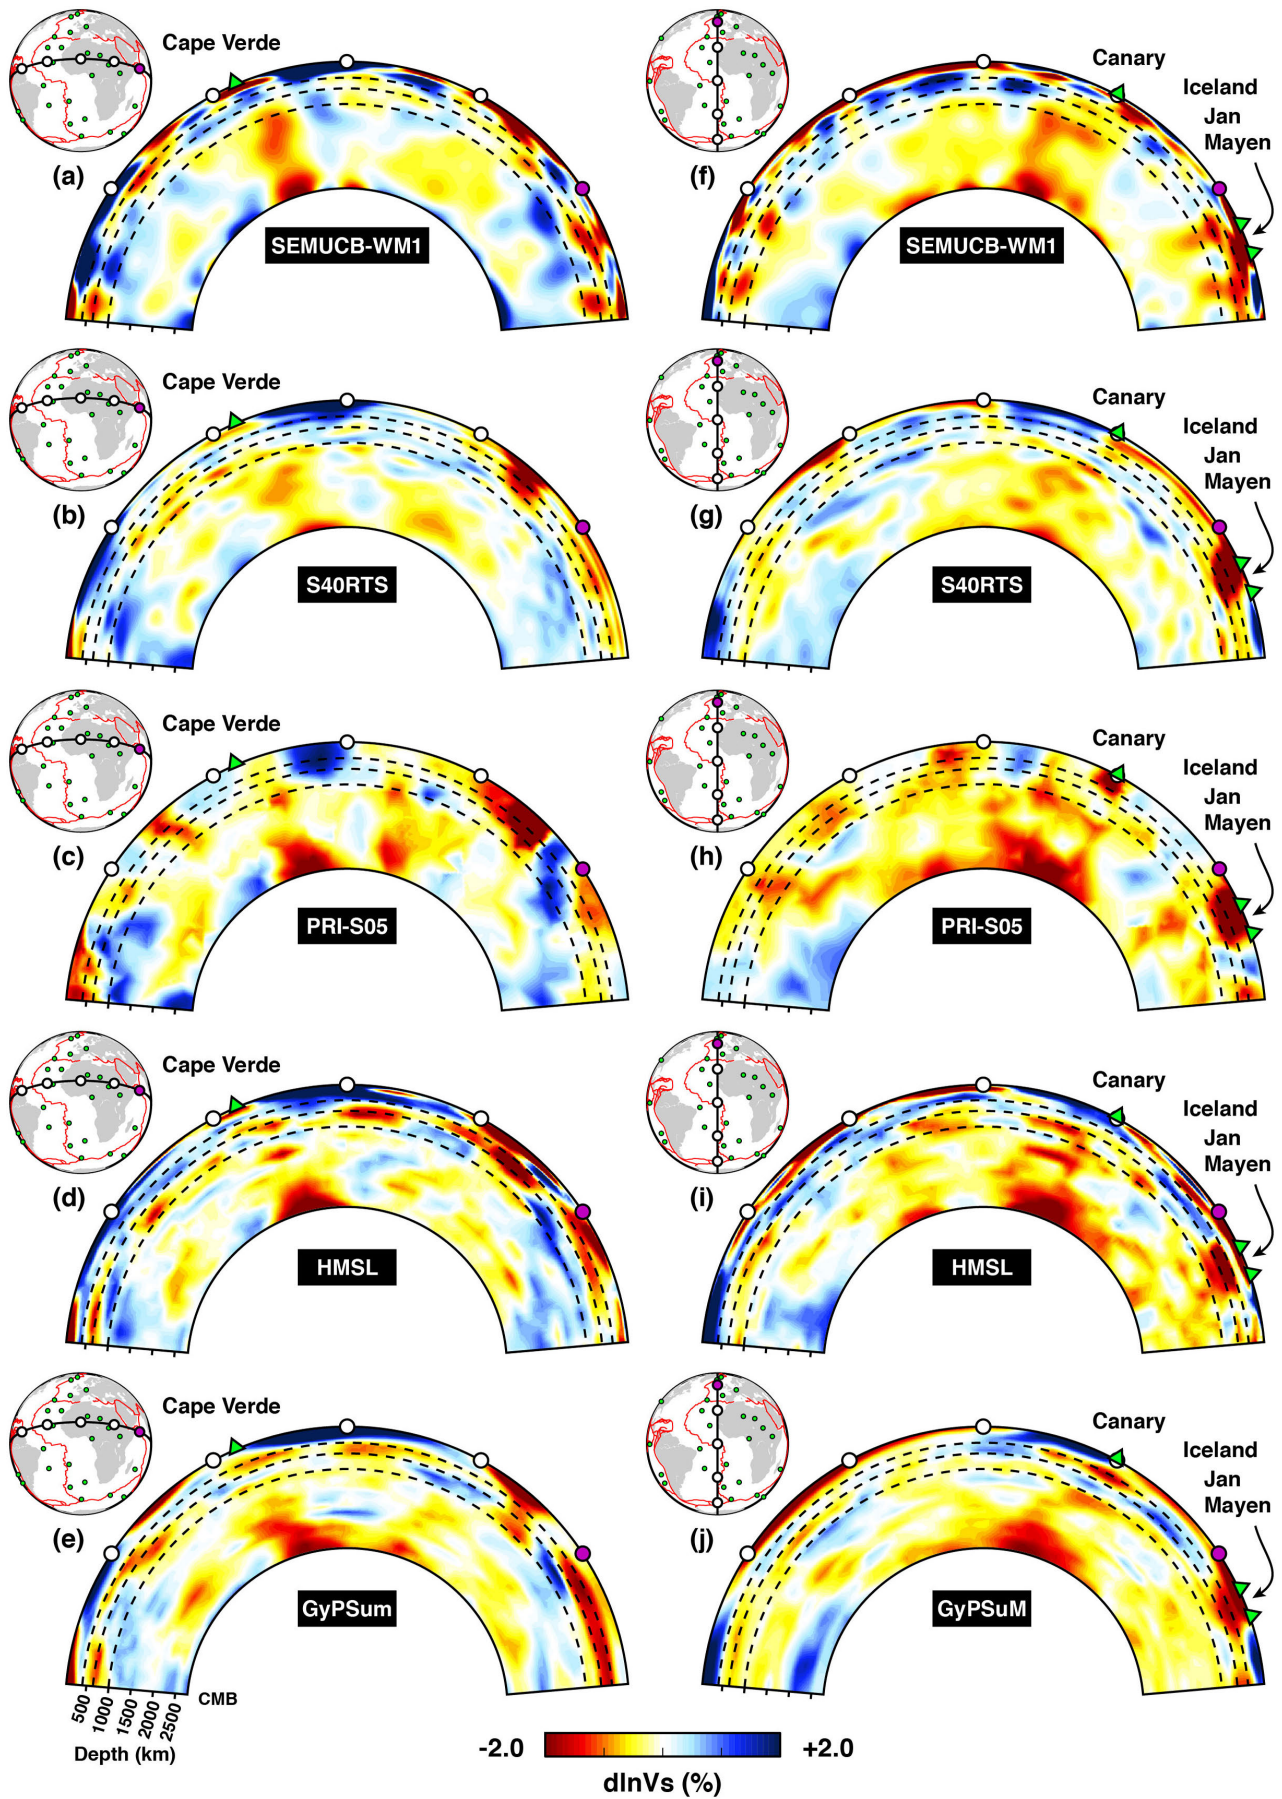 Cape Verde
(a)
SEMUCB-WM1
Canary
Iceland
Jan
Mayen
(f)
SEMUCB-WM1
Cape Verde
(b)
S40RTS
Canary
Iceland
Jan
Mayen
(g)
S40RTS
Cape Verde
(c)
PRI-S05
Canary
Iceland
Jan
Mayen
(h)
PRI-S05
Cape Verde
(d)
HMSL
Canary
Iceland
Jan
Mayen
(i)
HMSL
Cape Verde
(e)
GyPSum
Canary
Iceland
Jan
Mayen
(j)
GyPSuM
500
1000
1500
2000
2500
CMB
Depth (km)
-2.0
+2.0
dlnVs (%)